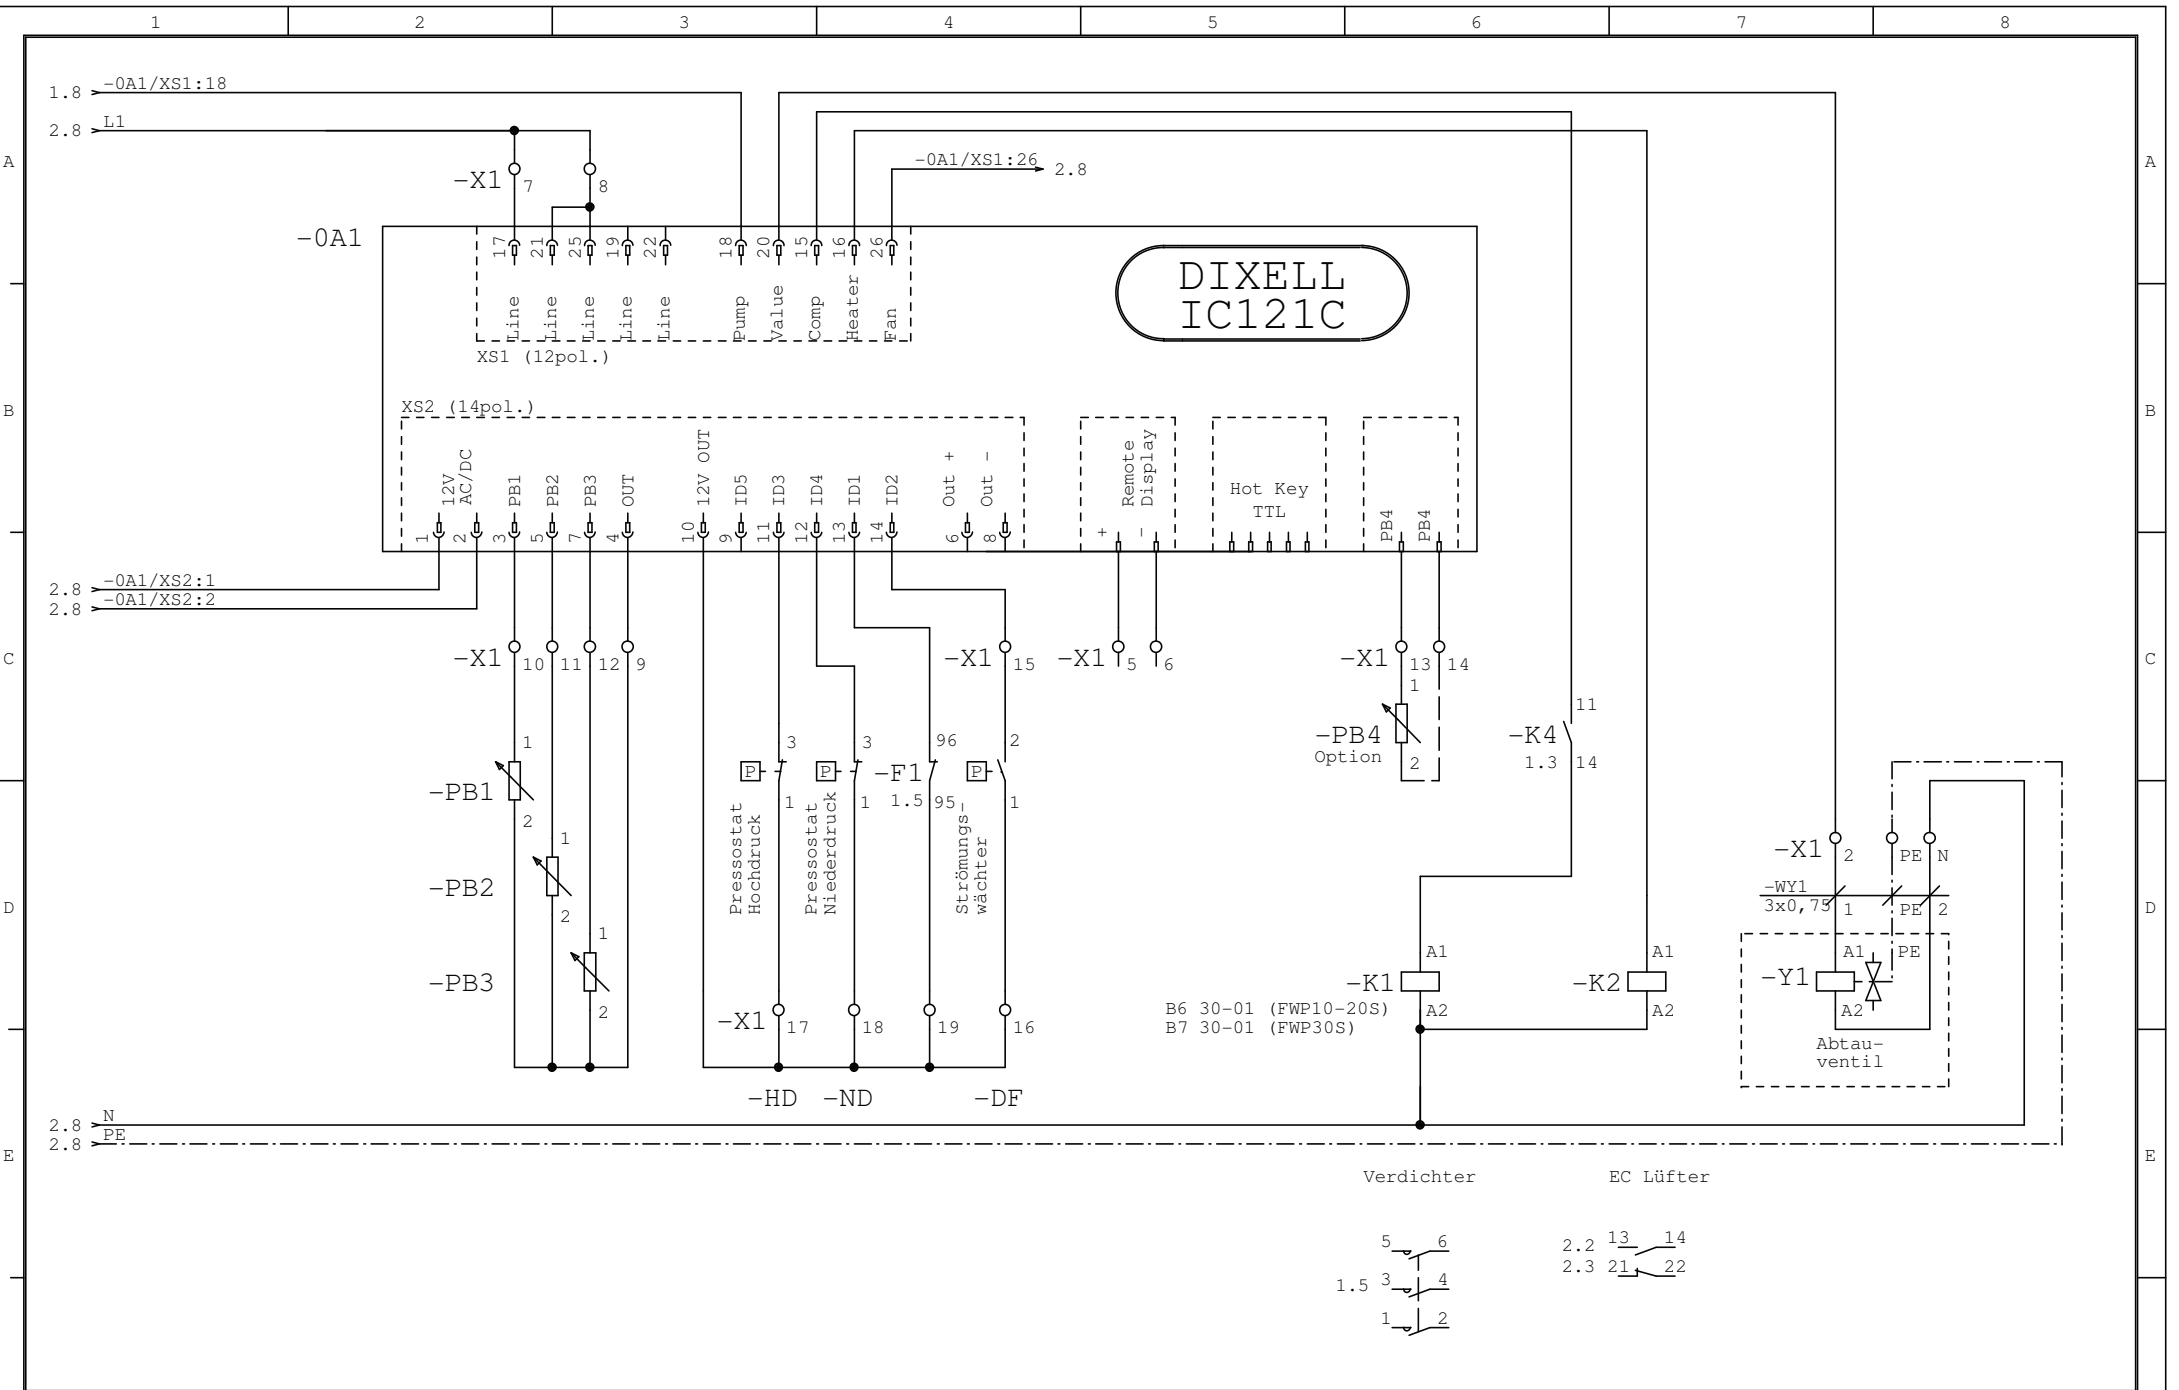 1 2 3 4 5 6 7 8
1.8 -0A1/XS1:18
2.8 L1
A A
-0A1/XS1:26 2.8
-X1 7 8
-0A1
17 21 25 19 22 18 20 15 16 26
DIXELL
IC121C
Line Line Line Line Line Pump Value Comp Heater Fan
XS1 (12pol.)
B B
XS2 (14pol.)
12V
AC/DC
PB1 PB2 PB3 OUT 12V OUT ID5 ID3 ID4 ID1 ID2 Out + Out -
Remote
Display
Hot Key
TTL
PB4 PB4
1 2 3 5 7 4 10 9 11 12 13 14 6 8 + -
2.8 -0A1/XS2:1
2.8 -0A1/XS2:2
C C
-X1 10 11 12 9
-X1 15
-X1 5 6
-X1 13 14
1
-PB4
Option
2
11
-K4
1.3 14
1
-PB1
2
1
-PB2
2
1
-PB3
2
3
P
1
Pressostat
Hochdruck
3
P
1
Pressostat
Niederdruck
96
-F1
1.5 95
2
P
1
Strömungs-
wächter
-X1 2 PE N
D D
-WY1
3x0,75 1 PE 2
A1 PE
-Y1
A2
Abtau-
ventil
A1
-K1
A2
B6 30-01 (FWP10-20S)
B7 30-01 (FWP30S)
A1
-K2
A2
-X1 17 18 19 16
-HD -ND -DF
2.8 N
2.8 PE
E E
Verdichter EC Lüfter
5 6
1.5 3 4
1 2
2.2 13 14
2.3 21 22